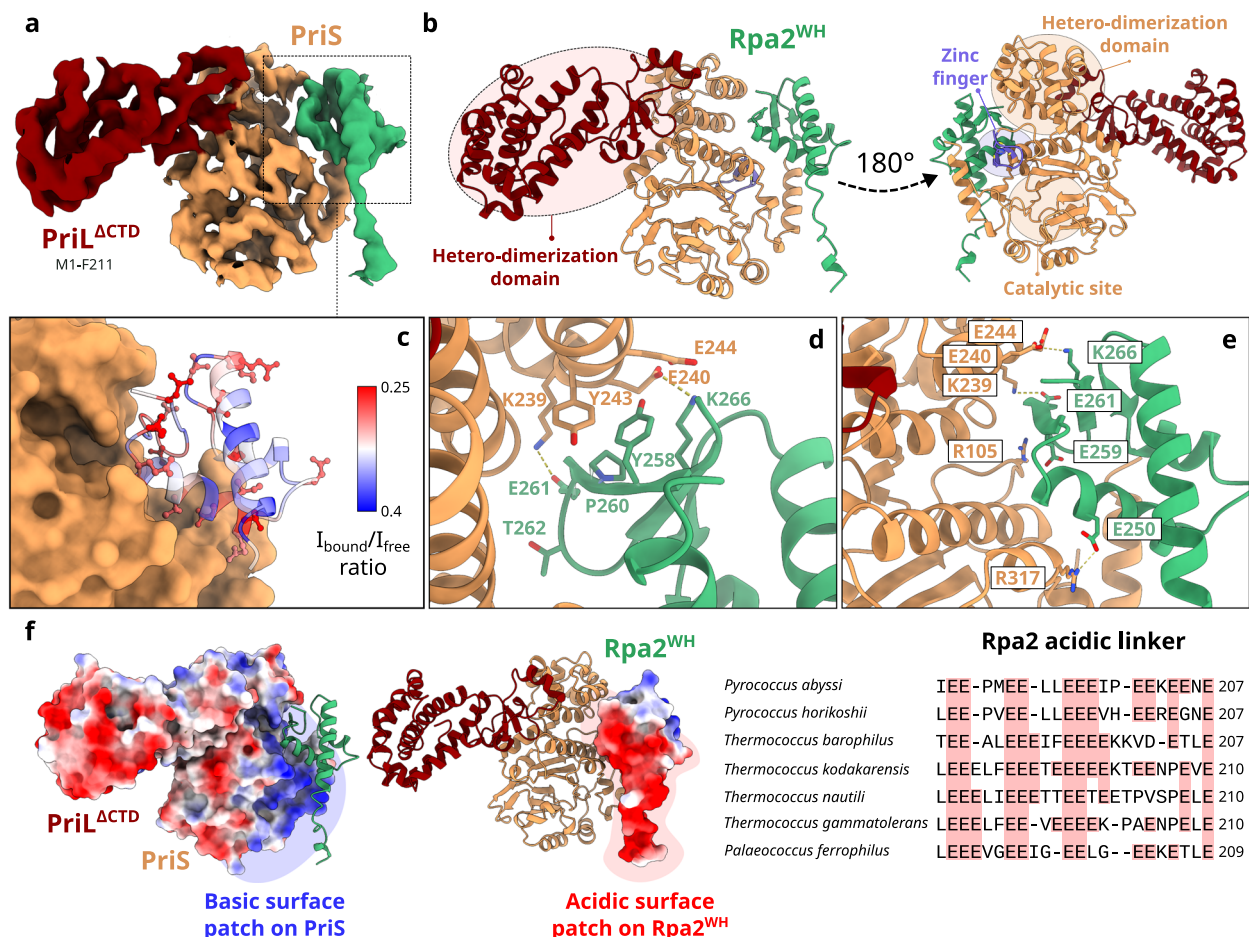 a
PriS
PriL^ΔCTD
M1-F211
b
Rpa2^WH
Hetero-dimerization
domain
180°
Hetero-dimerization
domain
Zinc
finger
Catalytic site
c
0.25
0.4
I_bound/I_free
ratio
d
E244
E240
K239
Y243
K266
Y258
E261
P260
T262
e
E244
E240
K266
K239
E261
R105
E259
E250
R317
f
PriL^ΔCTD
PriS
Basic surface
patch on PriS
Rpa2^WH
Acidic surface
patch on Rpa2^WH
Rpa2 acidic linker
Pyrococcus abyssi IEE-PMEE-LLEEEIP-EEKEENE 207
Pyrococcus horikoshii LEE-PVEE-LLEEEVH-EEREGNE 207
Thermococcus barophilus TEE-ALEEEIFEEEEKKVD-ETLE 207
Thermococcus kodakarensis LEEELFEEETEEEEEKTEENPEVE 210
Thermococcus nautili LEEELIEEETTEETEETPVSPELE 210
Thermococcus gammatolerans LEEELFEE-VEEEEK-PAENPELE 210
Palaeococcus ferrophilus LEEEVGEEIG-EELG--EEKETLE 209